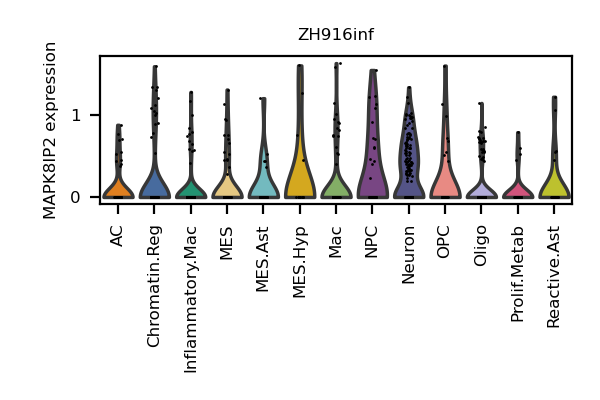 ZH916inf
MAPK8IP2 expression
1
0
AC
Chromatin.Reg
Inflammatory.Mac
MES
MES.Ast
MES.Hyp
Mac
NPC
Neuron
OPC
Oligo
Prolif.Metab
Reactive.Ast